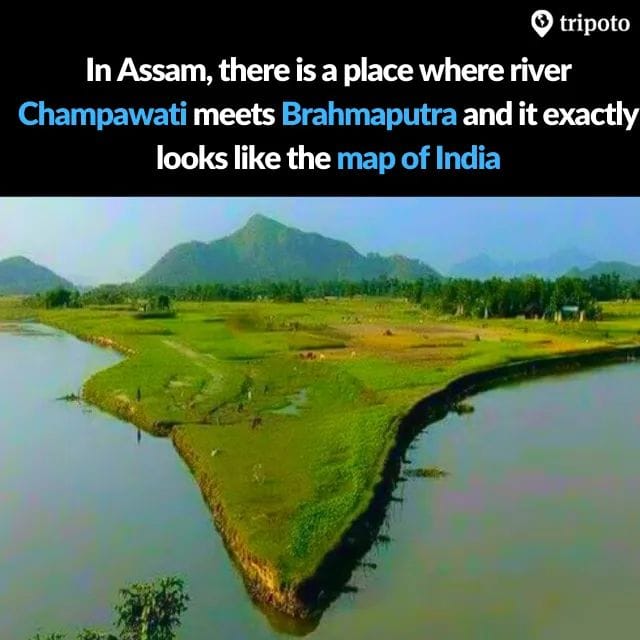 tripoto
In Assam, there is a place where river
Champawati meets Brahmaputra and it exactly
looks like the map of India